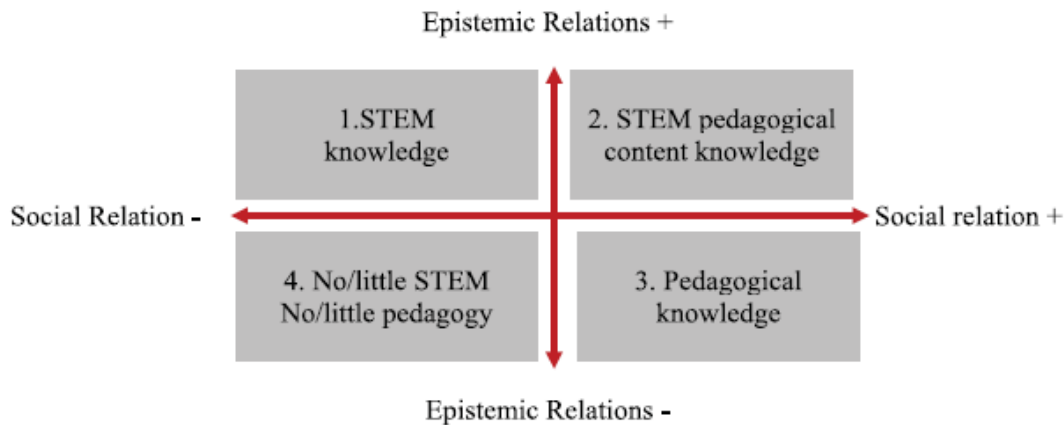 Epistemic Relations +
1.STEM
knowledge
2. STEM pedagogical
content knowledge
Social Relation -
Social relation +
4. No/little STEM
No/little pedagogy
3. Pedagogical
knowledge
Epistemic Relations -